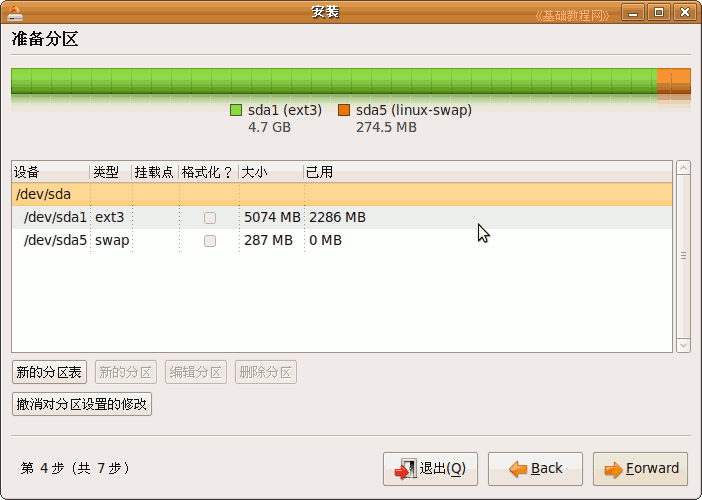 安装
《基础教程网》
准备分区
sda1 (ext3)
4.7 GB
sda5 (linux-swap)
274.5 MB
设备 类型 挂载点 格式化？ 大小 已用
/dev/sda
/dev/sda1 ext3 5074 MB 2286 MB
/dev/sda5 swap 287 MB 0 MB
新的分区表 新的分区 编辑分区 删除分区
撤消对分区设置的修改
第 4 步（共 7 步） 退出(Q) Back Forward